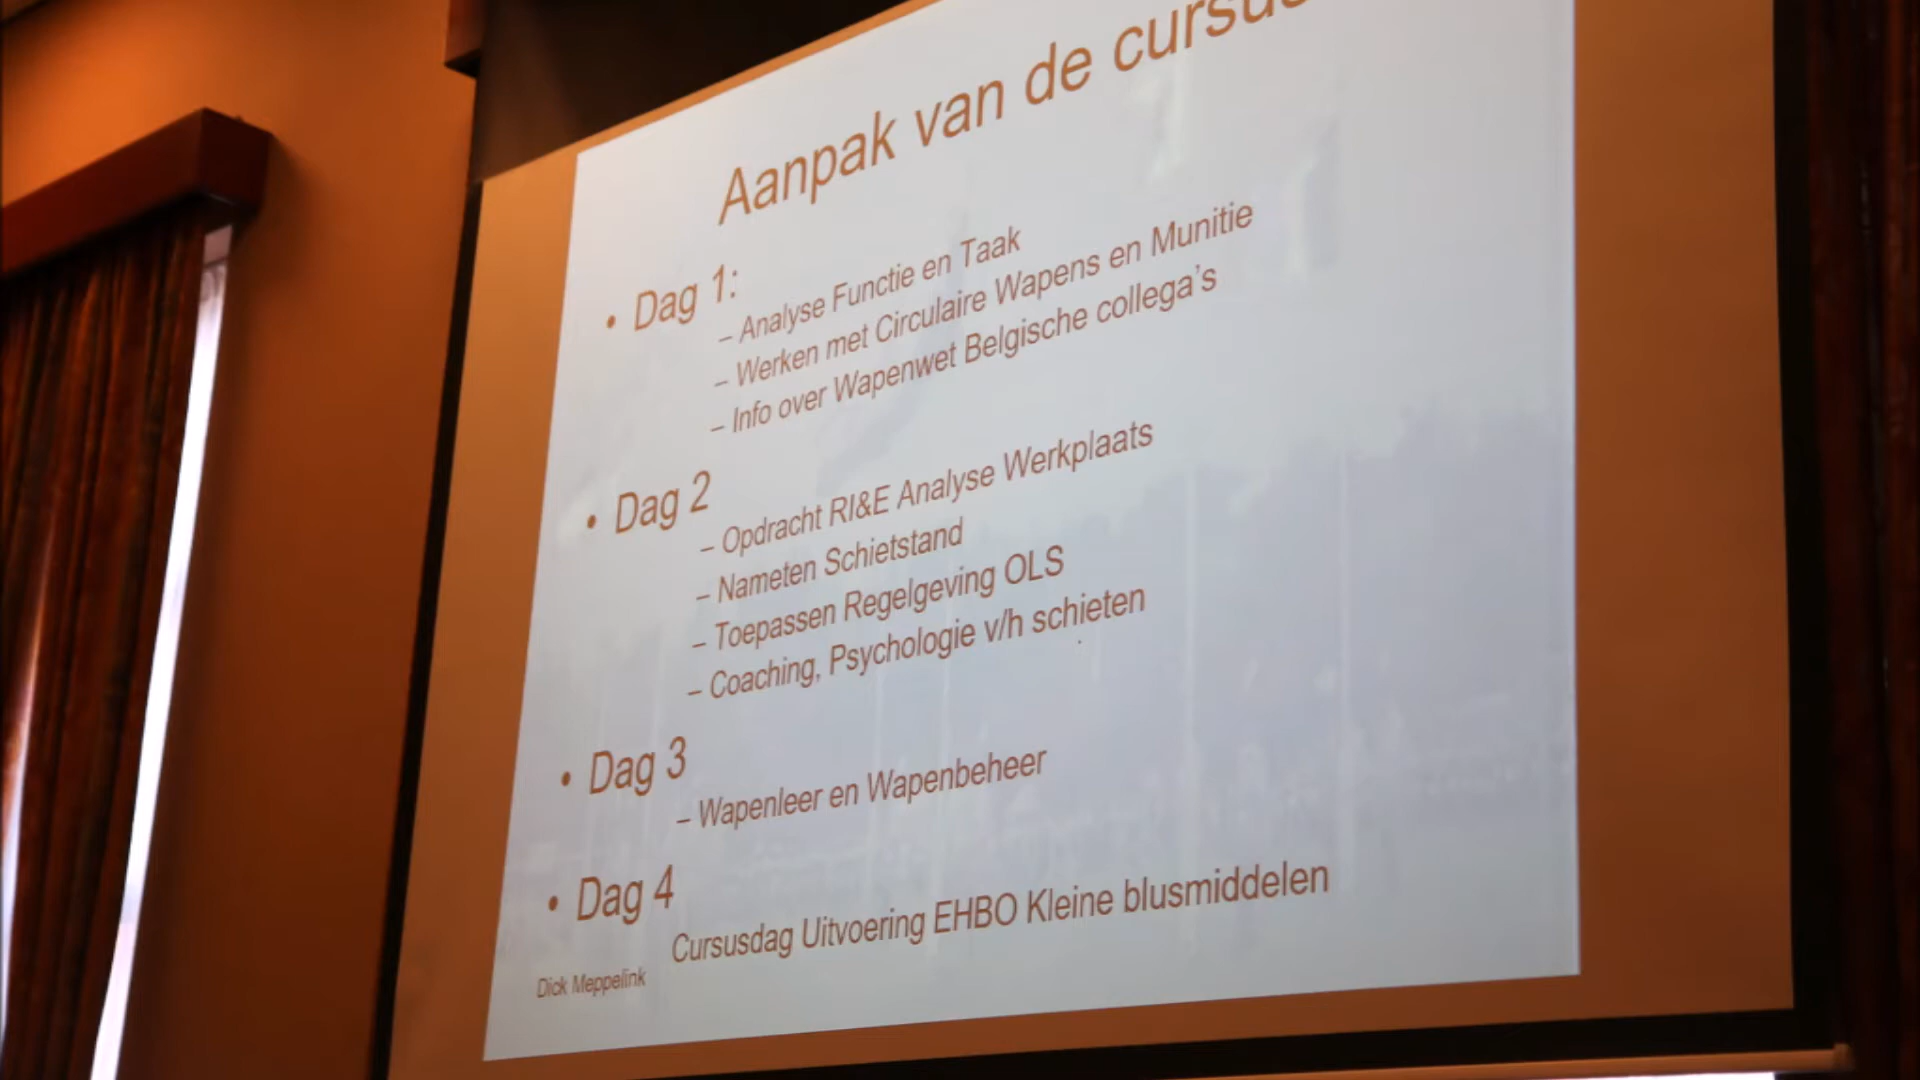 Aanpak van de cursus
• Dag 1:
– Analyse Functie en Taak
– Werken met Circulaire Wapens en Munitie
– Info over Wapenwet Belgische collega's
• Dag 2
– Opdracht RI&E Analyse Werkplaats
– Nameten Schietstand
– Toepassen Regelgeving OLS
– Coaching, Psychologie v/h schieten
• Dag 3
– Wapenleer en Wapenbeheer
• Dag 4
Cursusdag Uitvoering EHBO Kleine blusmiddelen
Dick Meppelink